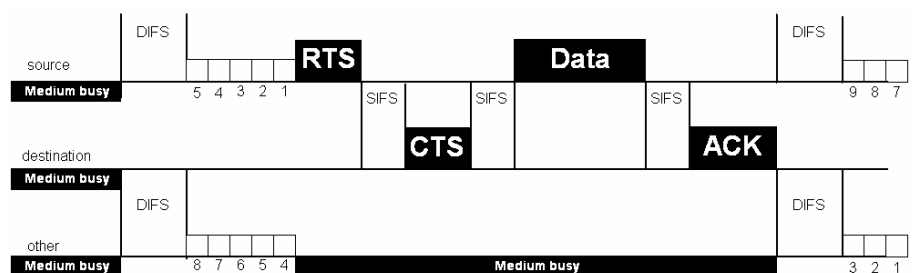 DIFS DIFS
source RTS Data
Medium busy 5 4 3 2 1 SIFS SIFS SIFS 9 8 7
destination CTS ACK
Medium busy
DIFS DIFS
other
Medium busy 8 7 6 5 4 Medium busy 3 2 1